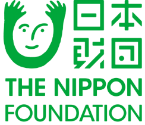 日本
財団
THE NIPPON
FOUNDATION